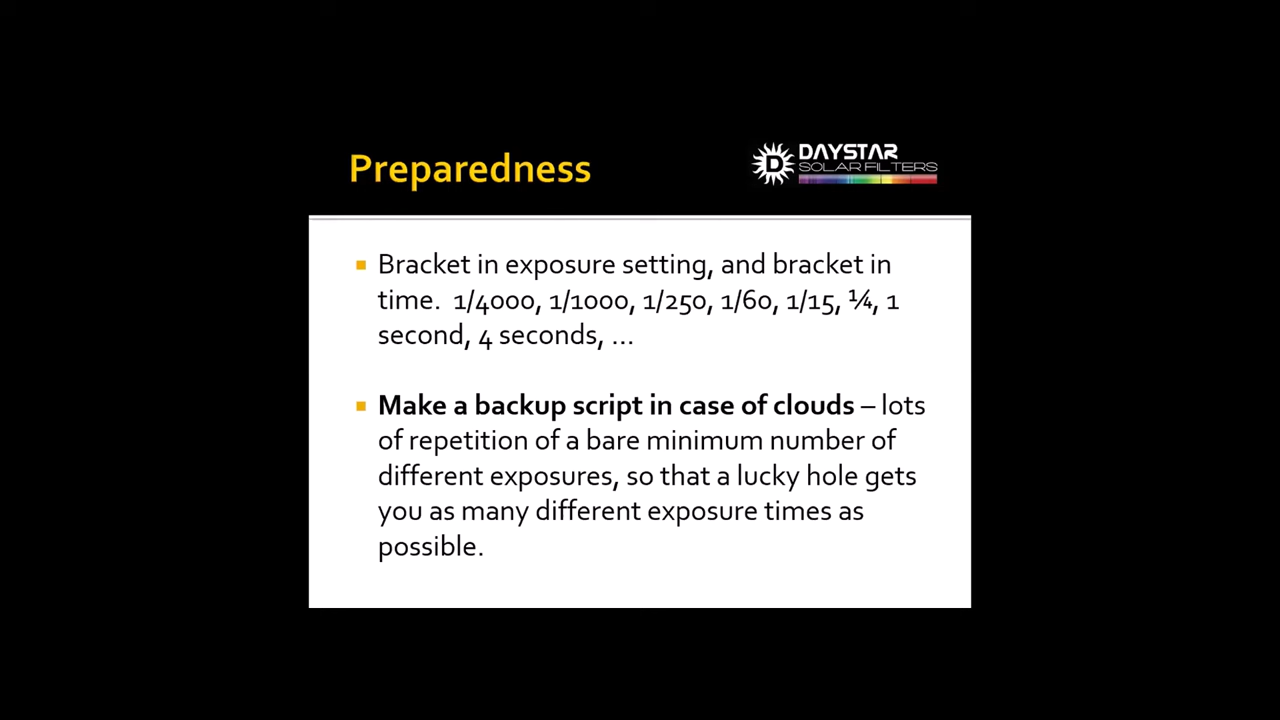 Preparedness
DAYSTAR
SOLAR FILTERS
Bracket in exposure setting, and bracket in
time.  1/4000, 1/1000, 1/250, 1/60, 1/15, ¼, 1
second, 4 seconds, ...
Make a backup script in case of clouds – lots
of repetition of a bare minimum number of
different exposures, so that a lucky hole gets
you as many different exposure times as
possible.